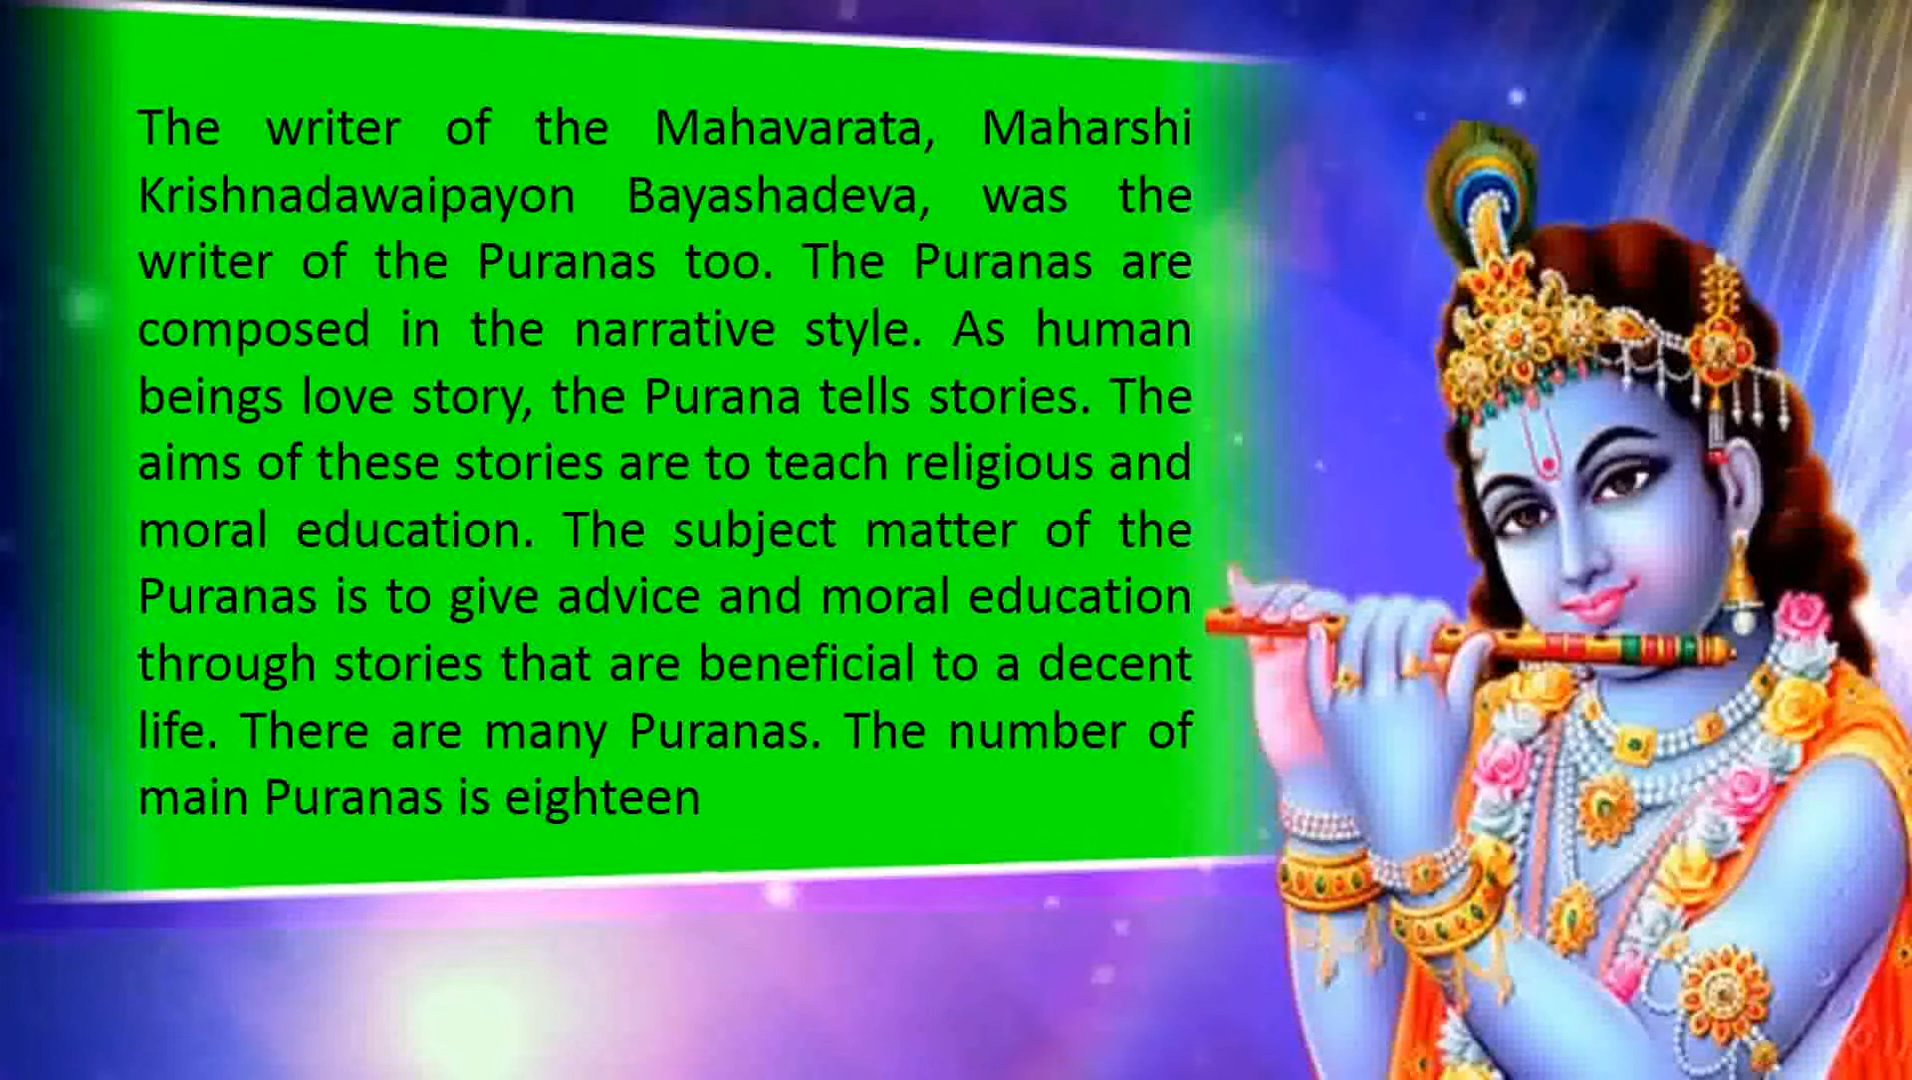 The writer of the Mahavarata, Maharshi
Krishnadawaipayon Bayashadeva, was the
writer of the Puranas too. The Puranas are
composed in the narrative style. As human
beings love story, the Purana tells stories. The
aims of these stories are to teach religious and
moral education. The subject matter of the
Puranas is to give advice and moral education
through stories that are beneficial to a decent
life. There are many Puranas. The number of
main Puranas is eighteen